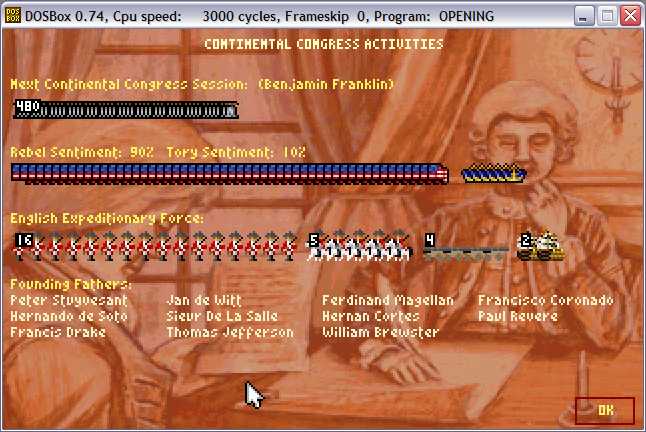 DOS
BOX
DOSBox 0.74, Cpu speed: 3000 cycles, Frameskip 0, Program: OPENING
CONTINENTAL CONGRESS ACTIVITIES
Next Continental Congress Session: (Benjamin Franklin)
480
Rebel Sentiment: 90% Tory Sentiment: 10%
English Expeditionary Force:
16 5 4 2
Founding Fathers:
Peter Stuyvesant Jan de Witt Ferdinand Magellan Francisco Coronado
Hernando de Soto Sieur De La Salle Hernan Cortes Paul Revere
Francis Drake Thomas Jefferson William Brewster
OK